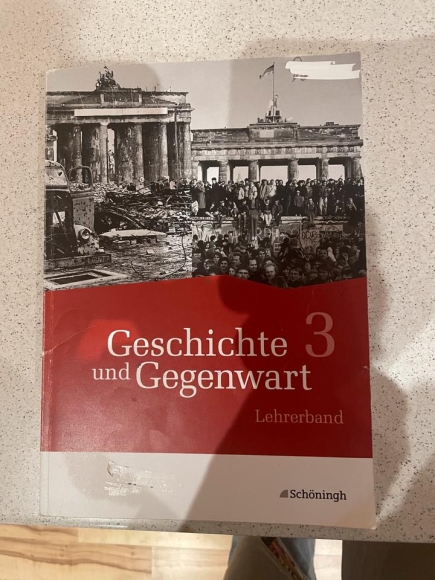 Geschichte 3
und Gegenwart
Lehrerband
Schöningh